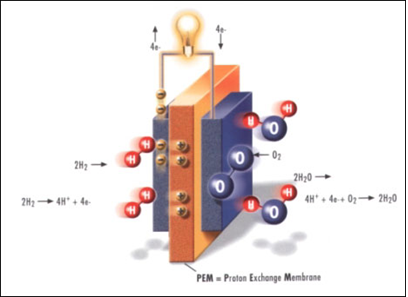 4e-
4e-
H
H
O
O
O₂
2H₂
H
H
O
2H₂O
2H₂ → 4H⁺ + 4e-
4H⁺ + 4e-+ O₂ → 2H₂O
H
H
H
H
O
PEM = Proton Exchange Membrane